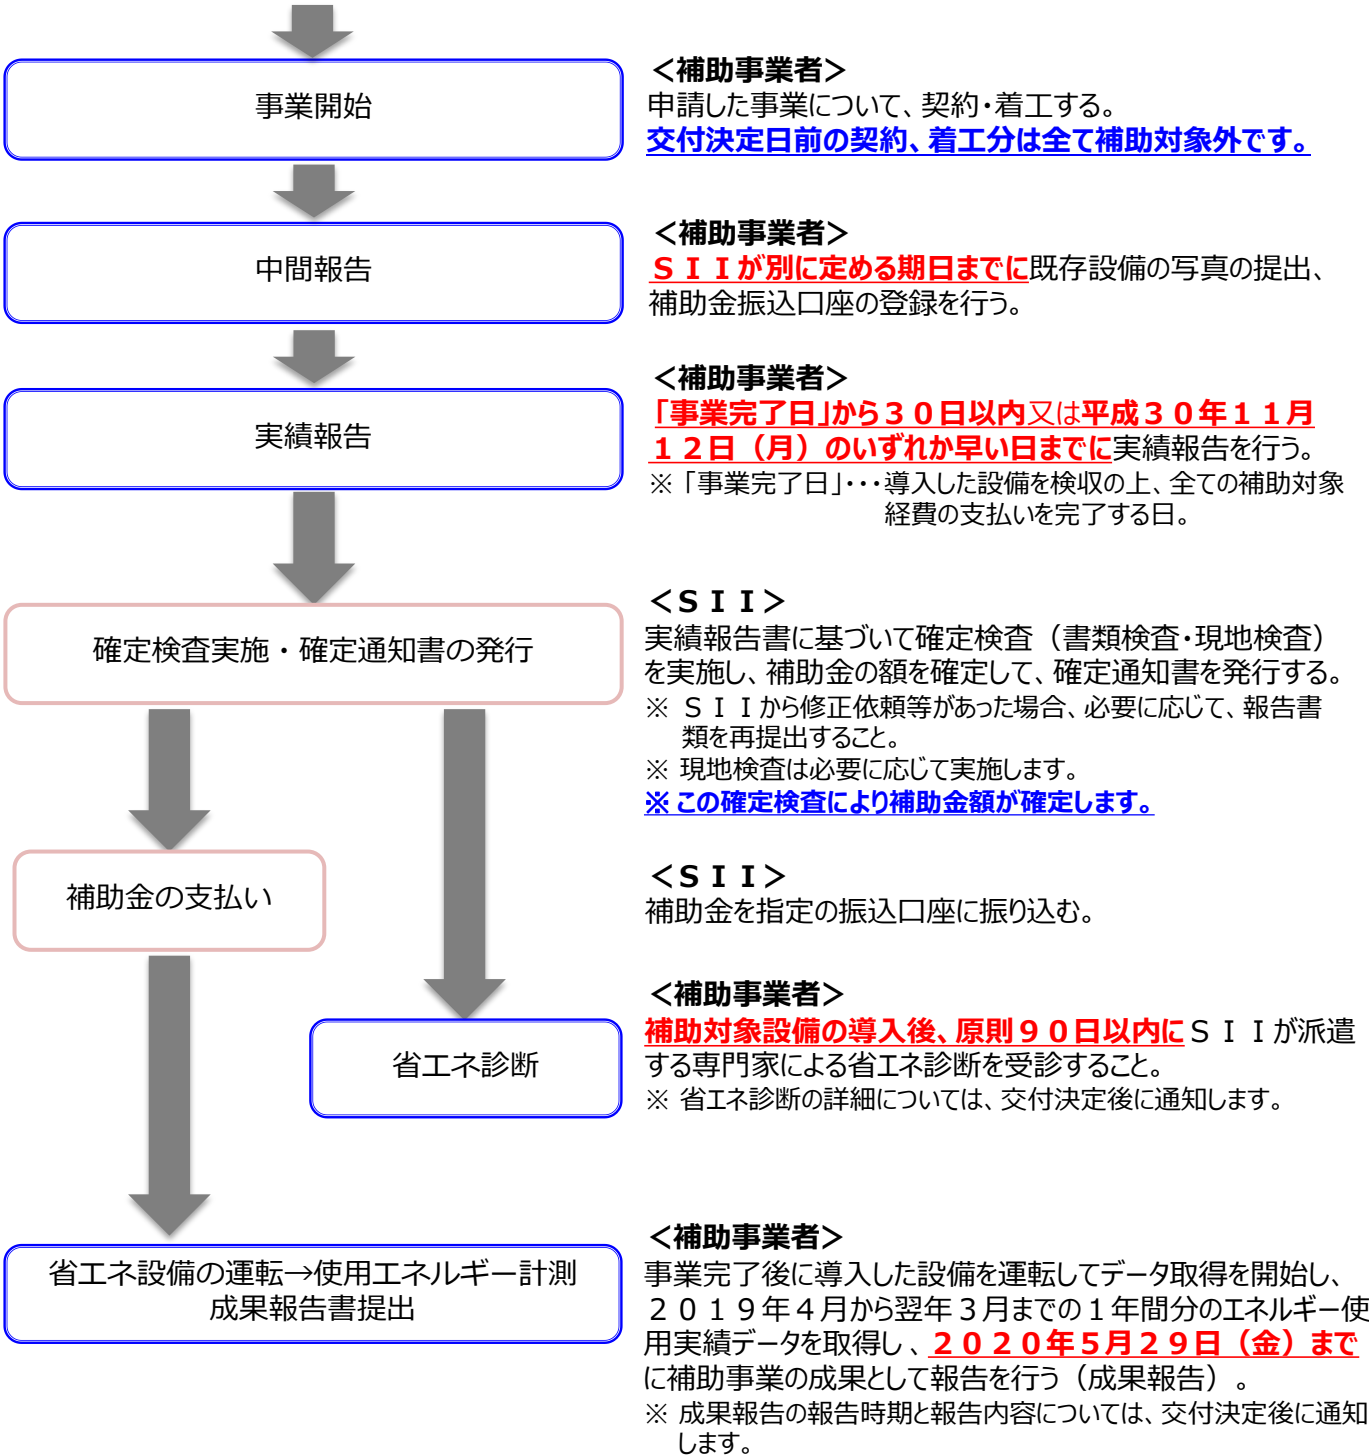 事業開始
＜補助事業者＞
申請した事業について、契約・着工する。
交付決定日前の契約、着工分は全て補助対象外です。
中間報告
＜補助事業者＞
ＳＩＩが別に定める期日までに既存設備の写真の提出、
補助金振込口座の登録を行う。
実績報告
＜補助事業者＞
「事業完了日」から３０日以内又は平成３０年１１月
１２日（月）のいずれか早い日までに実績報告を行う。
※「事業完了日」・・・導入した設備を検収の上、全ての補助対象
経費の支払いを完了する日。
確定検査実施・確定通知書の発行
＜ＳＩＩ＞
実績報告書に基づいて確定検査（書類検査・現地検査）
を実施し、補助金の額を確定して、確定通知書を発行する。
※ ＳＩＩから修正依頼等があった場合、必要に応じて、報告書
類を再提出すること。
※ 現地検査は必要に応じて実施します。
※この確定検査により補助金額が確定します。
補助金の支払い
＜ＳＩＩ＞
補助金を指定の振込口座に振り込む。
省エネ診断
＜補助事業者＞
補助対象設備の導入後、原則９０日以内にＳＩＩが派遣
する専門家による省エネ診断を受診すること。
※ 省エネ診断の詳細については、交付決定後に通知します。
省エネ設備の運転→使用エネルギー計測
成果報告書提出
＜補助事業者＞
事業完了後に導入した設備を運転してデータ取得を開始し、
２０１９年４月から翌年３月までの１年間分のエネルギー使
用実績データを取得し、２０２０年５月２９日（金）まで
に補助事業の成果として報告を行う（成果報告）。
※ 成果報告の報告時期と報告内容については、交付決定後に通知
します。